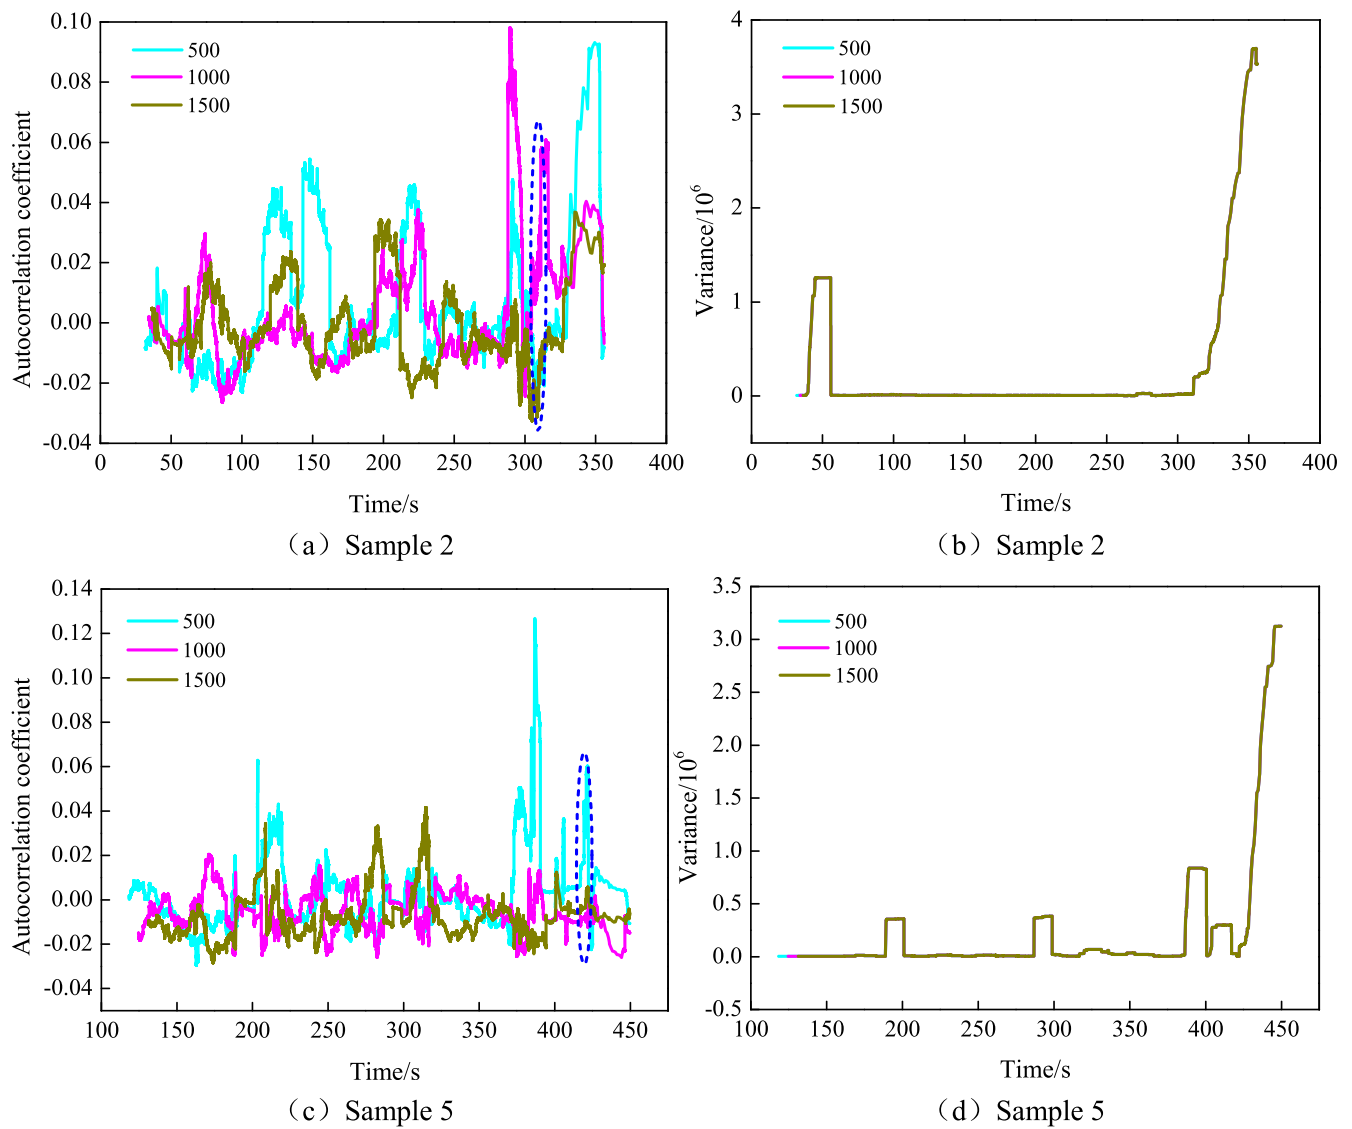 0.10
0.08
0.06
0.04
0.02
0.00
-0.02
-0.04
Autocorrelation coefficient
500
1000
1500
0 50 100 150 200 250 300 350 400
Time/s
（a）Sample 2
4
3
2
1
0
Variance/10⁶
500
1000
1500
0 50 100 150 200 250 300 350 400
Time/s
（b）Sample 2
0.14
0.12
0.10
0.08
0.06
0.04
0.02
0.00
-0.02
-0.04
Autocorrelation coefficient
500
1000
1500
100 150 200 250 300 350 400 450
Time/s
（c）Sample 5
3.5
3.0
2.5
2.0
1.5
1.0
0.5
0.0
-0.5
Variance/10⁶
500
1000
1500
100 150 200 250 300 350 400 450
Time/s
（d）Sample 5